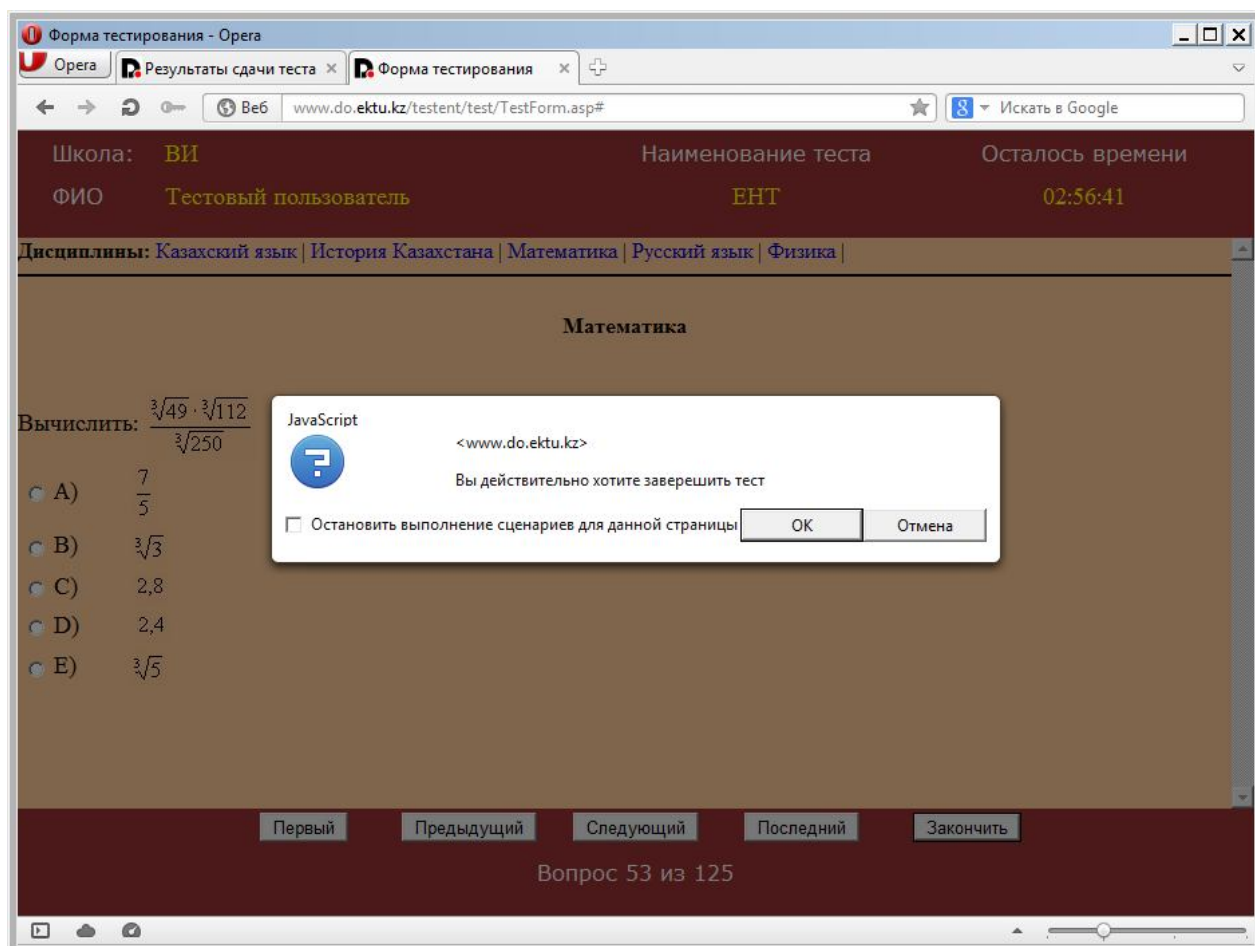 Форма тестирования - Opera
Opera Результаты сдачи теста Форма тестирования
Веб www.do.ektu.kz/testent/test/TestForm.asp# Искать в Google
Школа: ВИ Наименование теста Осталось времени
ФИО Тестовый пользователь ЕНТ 02:56:41
Дисциплины: Казахский язык | История Казахстана | Математика | Русский язык | Физика |
Математика
Вычислить: ∛49 · ∛112 / ∛250
JavaScript
<www.do.ektu.kz>
Вы действительно хотите заверешить тест
Остановить выполнение сценариев для данной страницы OK Отмена
A) 7/5
B) ∛3
C) 2,8
D) 2,4
E) ∛5
Первый Предыдущий Следующий Последний Закончить
Вопрос 53 из 125